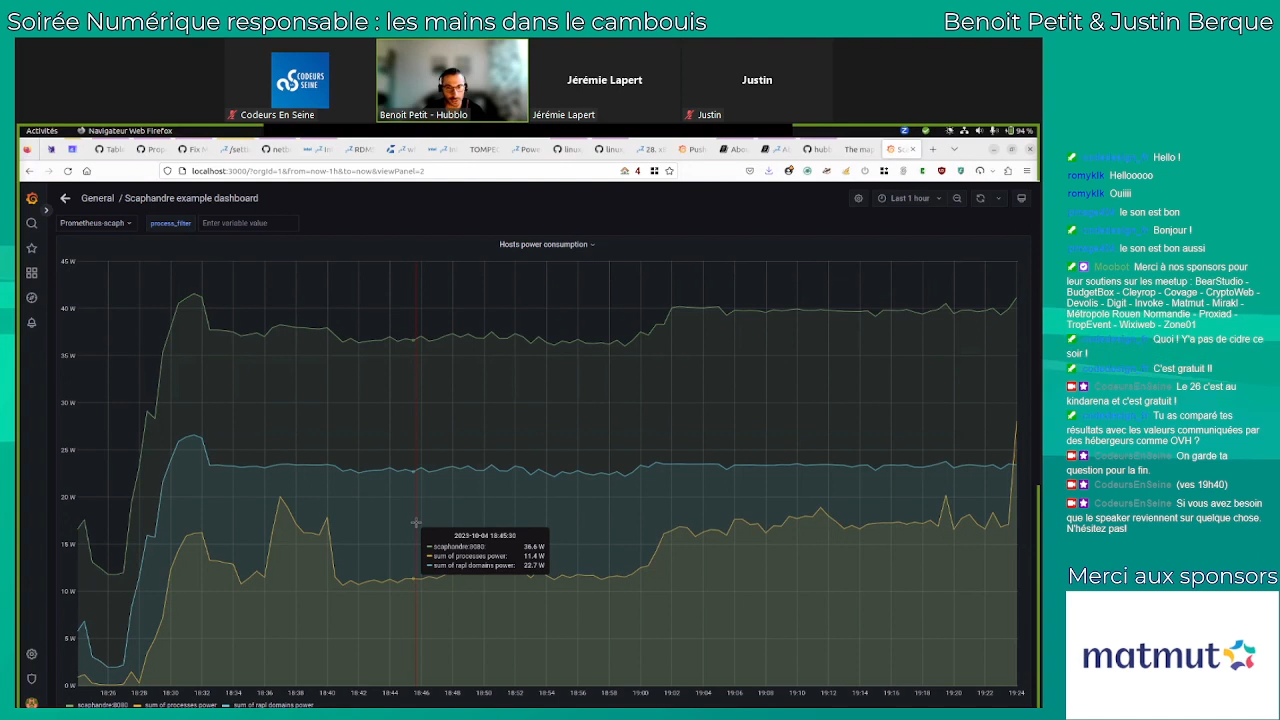 Soirée Numérique responsable : les mains dans le cambouis
Benoit Petit & Justin Berque
CODEURS
SEINE
Jérémie Lapert
Justin
Codeurs En Seine
Benoit Petit - Hubblo
Jérémie Lapert
Justin
Activités
Navigateur Web Firefox
94 %
localhost:3000/?orgId=1&from=now-1h&to=now&viewPanel=2
4
General / Scaphandre example dashboard
Last 1 hour
Prometheus-scaph
process_filter
Enter variable value
Hosts power consumption
45 W
40 W
35 W
30 W
25 W
20 W
15 W
10 W
5 W
0 W
2023-10-04 18:45:30
scaphandre:8080: 36.6 W
sum of processes power: 11.4 W
sum of rapl domains power: 22.7 W
18:26 18:28 18:30 18:32 18:34 18:36 18:38 18:40 18:42 18:44 18:46 18:48 18:50 18:52 18:54 18:56 18:58 19:00 19:02 19:04 19:06 19:08 19:10 19:12 19:14 19:16 19:18 19:20 19:22 19:24
scaphandre:8080 sum of processes power sum of rapl domains power
Hello !
romyklk Hellooooo
romyklk Ouiiii
le son est bon
Bonjour !
le son est bon aussi
Moobot Merci à nos sponsors pour
leur soutiens sur les meetup : BearStudio -
BudgetBox - Cleyrop - Covage - CryptoWeb -
Devolis - Digit - Invoke - Matmut - Mirakl -
Métropole Rouen Normandie - Proxiad -
TropEvent - Wixiweb - Zone01
Quoi ! Y'a pas de cidre ce
soir !
C'est gratuit !!
CodeursEnSeine Le 26 c'est au
kindarena et c'est gratuit !
Tu as comparé tes
résultats avec les valeurs communiquées par
des hébergeurs comme OVH ?
CodeursEnSeine On garde ta
question pour la fin.
CodeursEnSeine (ves 19h40)
CodeursEnSeine Si vous avez besoin
que le speaker reviennent sur quelque chose.
N'hésitez pas!
Merci aux sponsors
matmut